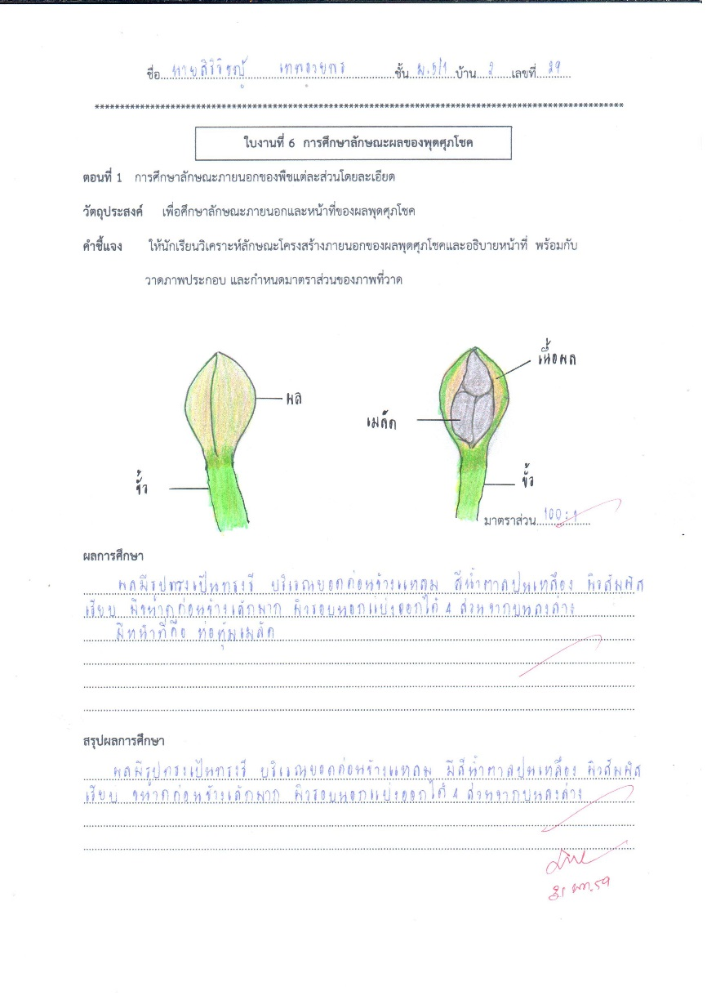 ชื่อ นายสิริวิชญ์ เทศอาษกร ชั้น ม.5/1 บ้าน 2 เลขที่ 29
********************************************************************************
ใบงานที่ 6 การศึกษาลักษณะผลของพุดศุภโชค
ตอนที่ 1 การศึกษาลักษณะภายนอกของพืชแต่ละส่วนโดยละเอียด
วัตถุประสงค์ เพื่อศึกษาลักษณะภายนอกและหน้าที่ของผลพุดศุภโชค
คำชี้แจง ให้นักเรียนวิเคราะห์ลักษณะโครงสร้างภายนอกของผลพุดศุภโชคและอธิบายหน้าที่ พร้อมกับ
วาดภาพประกอบ และกำหนดมาตราส่วนของภาพที่วาด
เนื้อผล
ผล
เมล็ด
ขั้ว
ขั้ว
มาตราส่วน 100:1
ผลการศึกษา
ผลมีรูปทรงเป็นทรงรี บริเวณยอดค่อนข้างแหลม สีน้ำตาลปนเหลือง ผิวสัมผัส
เรียบ มีขนาดค่อนข้างเล็กมาก ผิวรอบนอกแบ่งออกได้ 4 ส่วนจากบนลงล่าง
มีหน้าที่คือ ห่อหุ้มเมล็ด
สรุปผลการศึกษา
ผลมีรูปทรงเป็นทรงรี บริเวณยอดค่อนข้างแหลม มีสีน้ำตาลปนเหลือง ผิวสัมผัส
เรียบ ขนาดค่อนข้างเล็กมาก ผิวรอบนอกแบ่งออกได้ 4 ส่วนจากบนลงล่าง
31 พค. 59